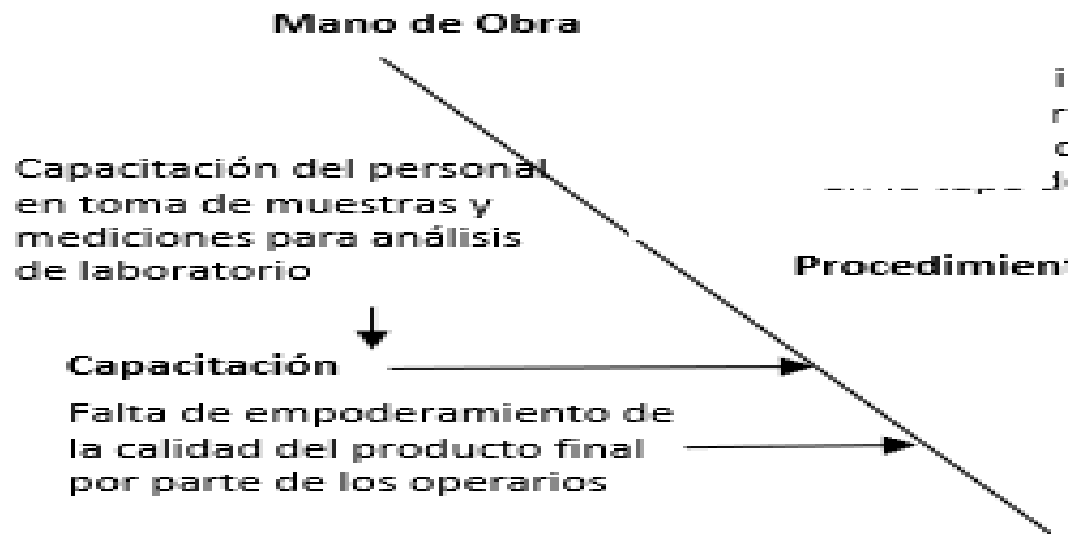 Mano de Obra
Capacitación del personal
en toma de muestras y
mediciones para análisis
de laboratorio
Capacitación
Falta de empoderamiento de
la calidad del producto final
por parte de los operarios
Procedimient